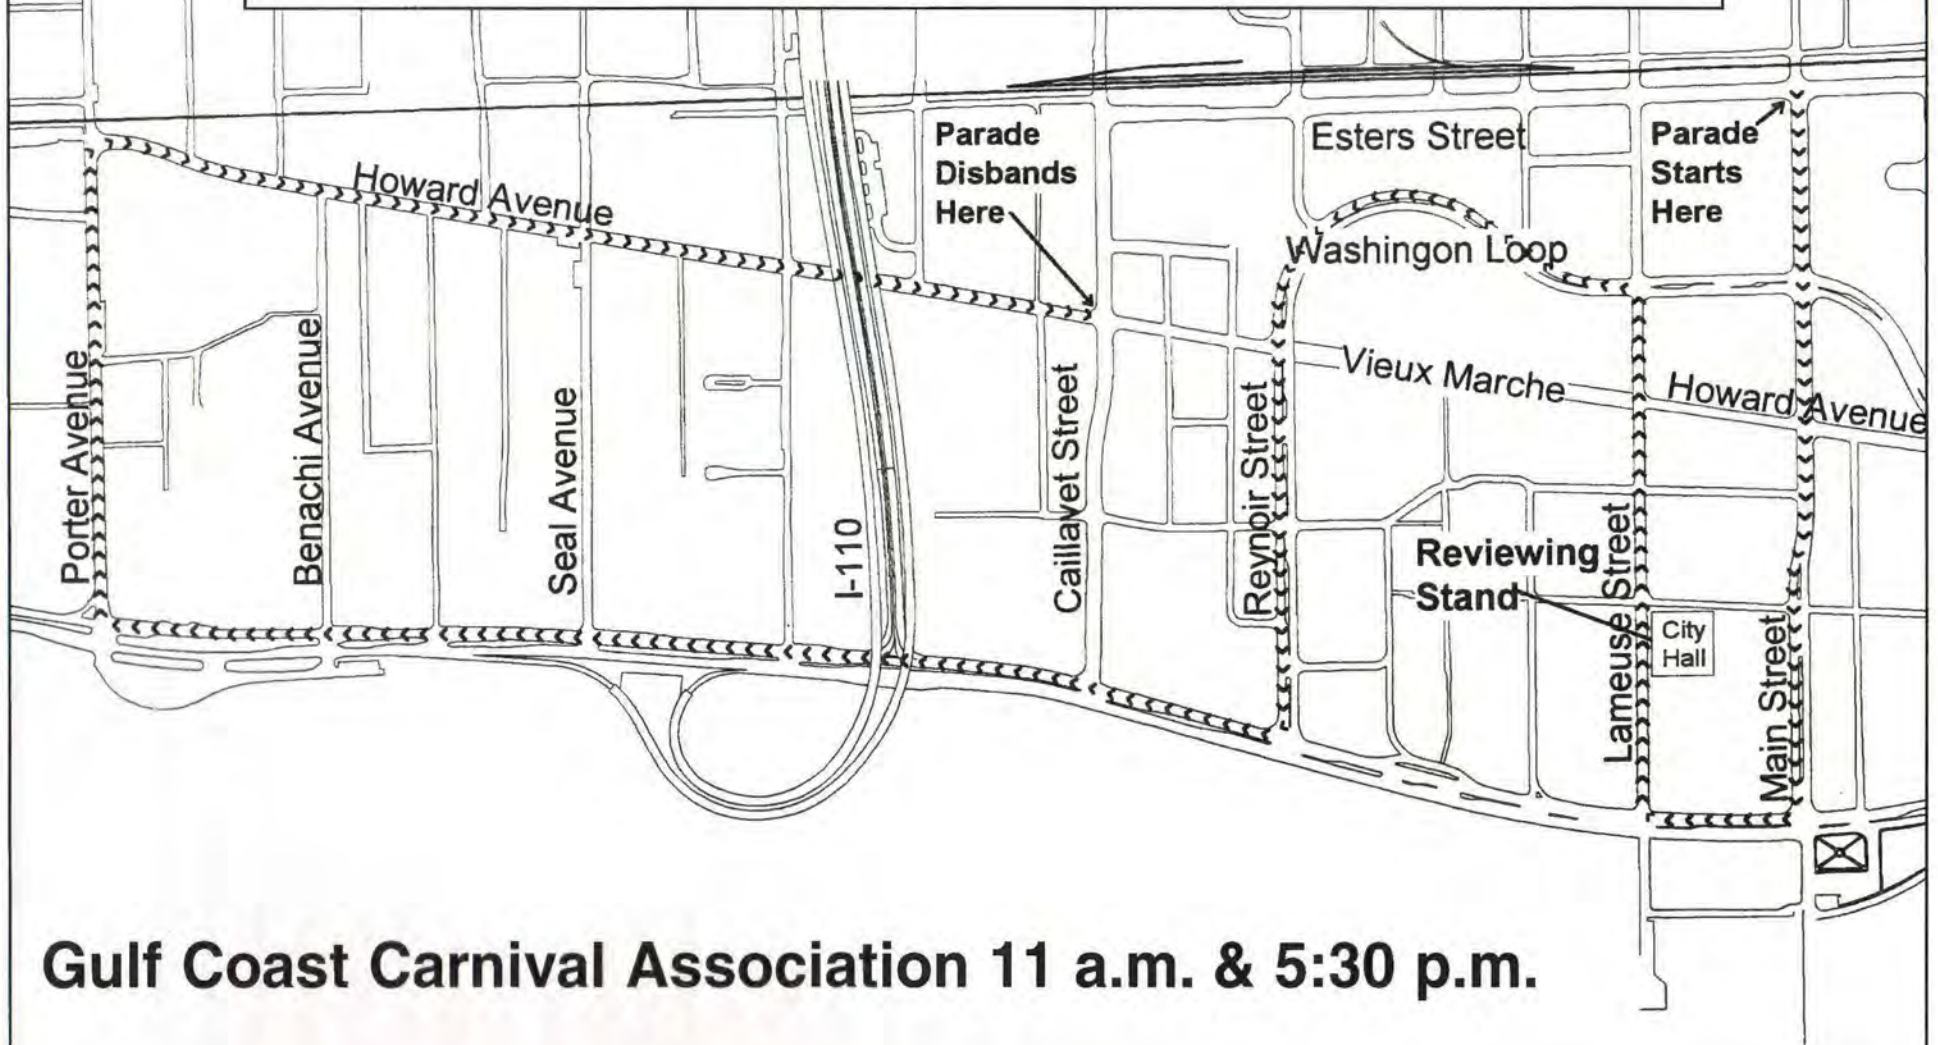 Parade
Disbands
Here
Esters Street
Parade
Starts
Here
Howard Avenue
Washingon Loop
Vieux Marche
Howard Avenue
Porter Avenue
Benachi Avenue
Seal Avenue
I-110
Caillavet Street
Reynoir Street
Reviewing
Stand
Lameuse Street
City
Hall
Main Street
Gulf Coast Carnival Association 11 a.m. & 5:30 p.m.